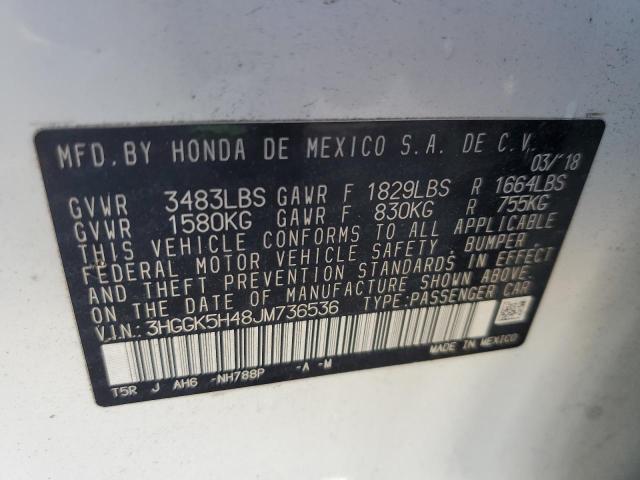 MFD. BY HONDA DE MEXICO S.A. DE C.V.
03/'18
GVWR 3483LBS GAWR F 1829LBS R 1664LBS
GVWR 1580KG GAWR F 830KG R 755KG
THIS VEHICLE CONFORMS TO ALL APPLICABLE
FEDERAL MOTOR VEHICLE SAFETY, BUMPER,
AND THEFT PREVENTION STANDARDS IN EFFECT
ON THE DATE OF MANUFACTURE SHOWN ABOVE.
V.I.N.: 3HGGK5H48JM736536 TYPE:PASSENGER CAR
MADE IN MEXICO
T5R J AH6 -NH788P -A -M